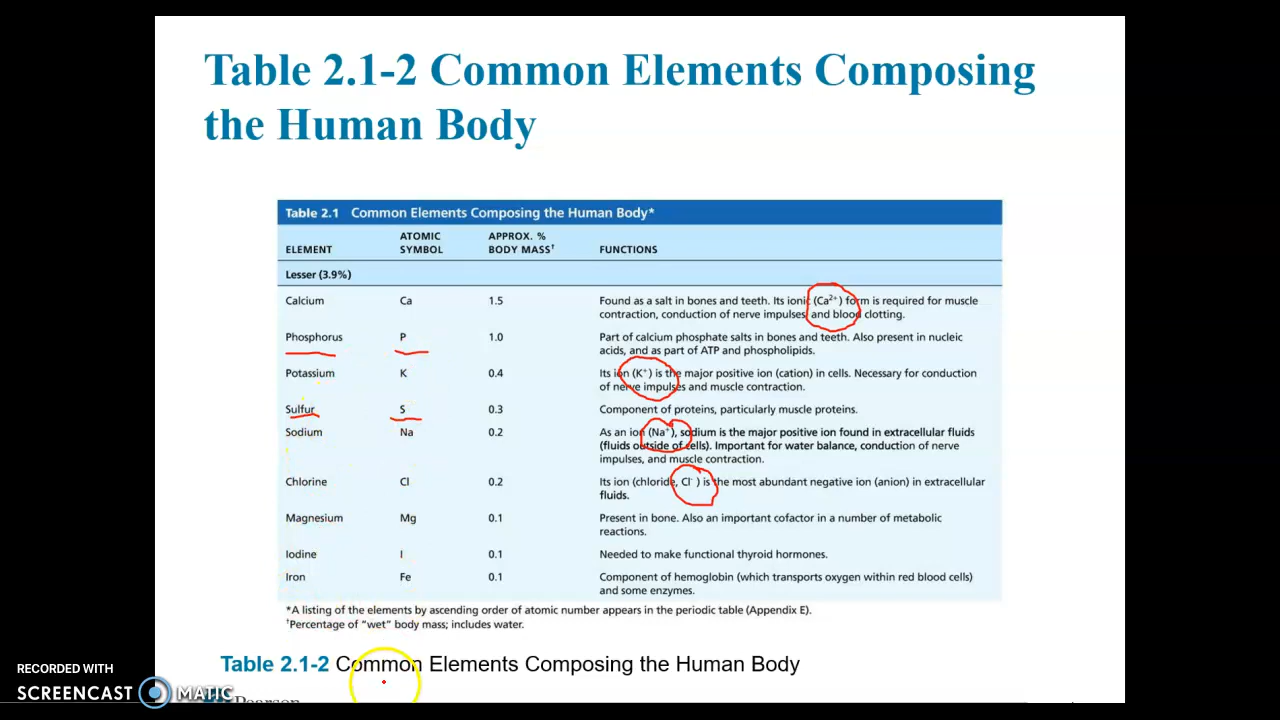 Table 2.1-2 Common Elements Composing
the Human Body
Table 2.1 Common Elements Composing the Human Body*
ELEMENT ATOMIC SYMBOL APPROX. % BODY MASS† FUNCTIONS
Lesser (3.9%)
Calcium Ca 1.5 Found as a salt in bones and teeth. Its ionic (Ca²⁺) form is required for muscle
contraction, conduction of nerve impulses, and blood clotting.
Phosphorus P 1.0 Part of calcium phosphate salts in bones and teeth. Also present in nucleic
acids, and as part of ATP and phospholipids.
Potassium K 0.4 Its ion (K⁺) is the major positive ion (cation) in cells. Necessary for conduction
of nerve impulses and muscle contraction.
Sulfur S 0.3 Component of proteins, particularly muscle proteins.
Sodium Na 0.2 As an ion (Na⁺), sodium is the major positive ion found in extracellular fluids
(fluids outside of cells). Important for water balance, conduction of nerve
impulses, and muscle contraction.
Chlorine Cl 0.2 Its ion (chloride, Cl⁻) is the most abundant negative ion (anion) in extracellular
fluids.
Magnesium Mg 0.1 Present in bone. Also an important cofactor in a number of metabolic
reactions.
Iodine I 0.1 Needed to make functional thyroid hormones.
Iron Fe 0.1 Component of hemoglobin (which transports oxygen within red blood cells)
and some enzymes.
*A listing of the elements by ascending order of atomic number appears in the periodic table (Appendix E).
†Percentage of "wet" body mass; includes water.
Table 2.1-2 Common Elements Composing the Human Body
RECORDED WITH
SCREENCAST MATIC
Pearson